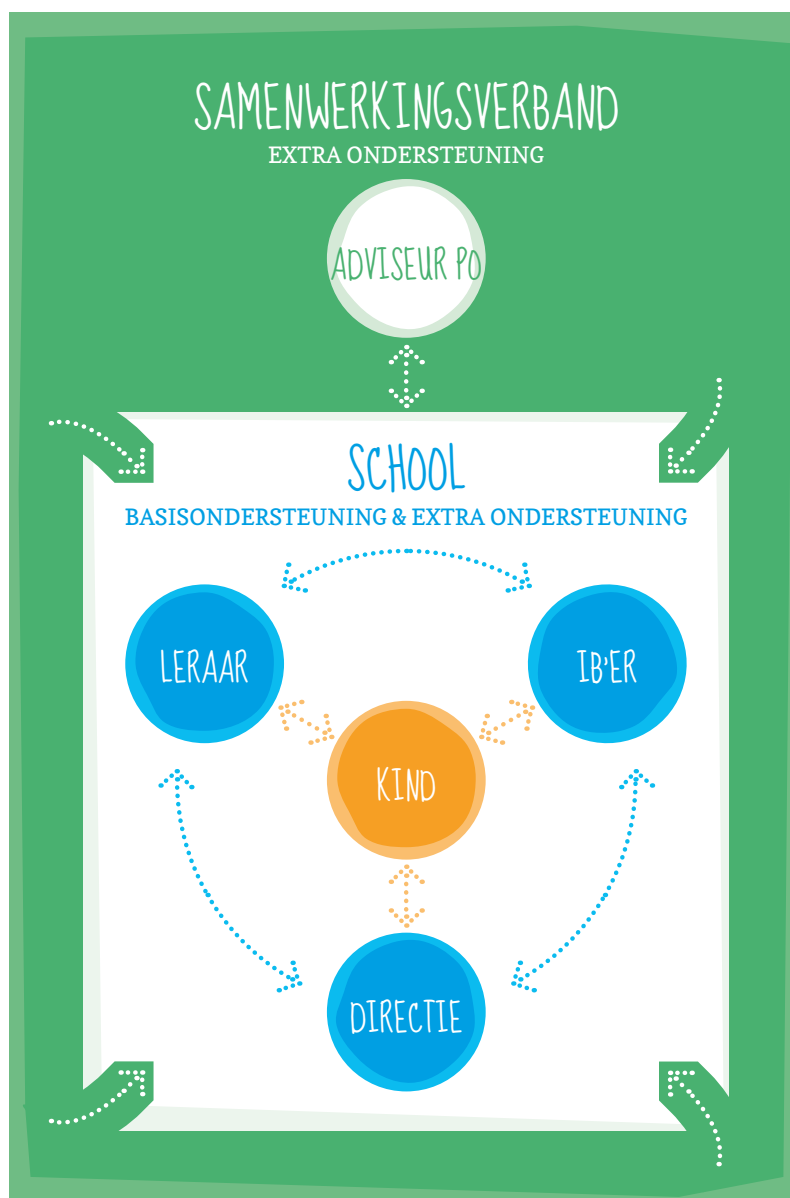 SAMENWERKINGSVERBAND
EXTRA ONDERSTEUNING
ADVISEUR PO
SCHOOL
BASISONDERSTEUNING & EXTRA ONDERSTEUNING
LERAAR
IB'ER
KIND
DIRECTIE